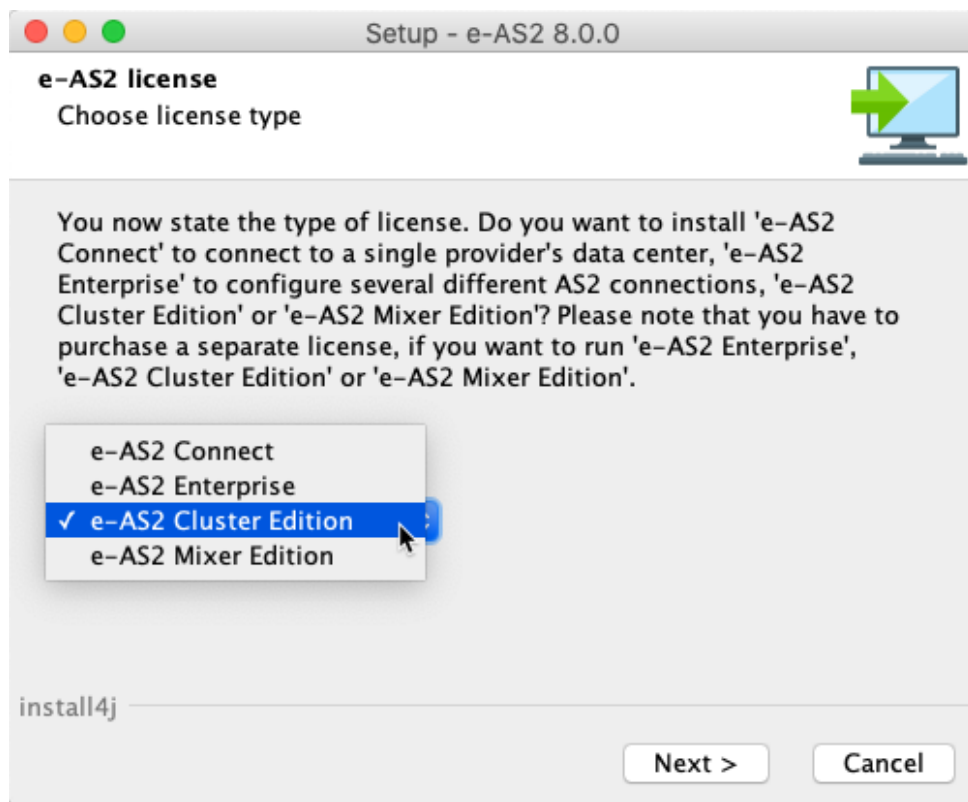 Setup - e-AS2 8.0.0
e-AS2 license
Choose license type
You now state the type of license. Do you want to install 'e-AS2
Connect' to connect to a single provider's data center, 'e-AS2
Enterprise' to configure several different AS2 connections, 'e-AS2
Cluster Edition' or 'e-AS2 Mixer Edition'? Please note that you have to
purchase a separate license, if you want to run 'e-AS2 Enterprise',
'e-AS2 Cluster Edition' or 'e-AS2 Mixer Edition'.
e-AS2 Connect
e-AS2 Enterprise
✓ e-AS2 Cluster Edition
e-AS2 Mixer Edition
install4j
Next >
Cancel